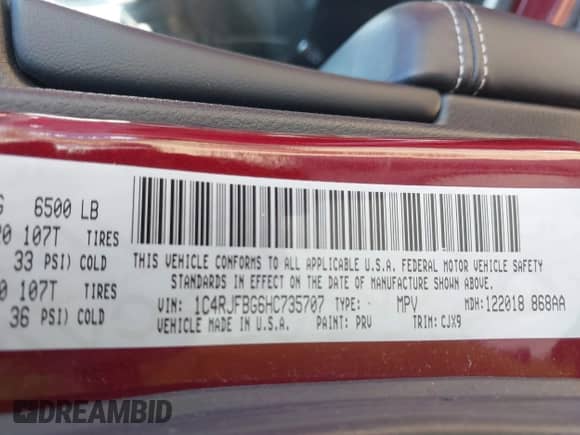 G 6500 LB
20 107T TIRES
33 PSI) COLD
0 107T TIRES
36 PSI) COLD
THIS VEHICLE CONFORMS TO ALL APPLICABLE U.S.A. FEDERAL MOTOR VEHICLE SAFETY
STANDARDS IN EFFECT ON THE DATE OF MANUFACTURE SHOWN ABOVE.
VIN: 1C4RJFBG6HC735707 TYPE: MPV MDH: 122018 868AA
VEHICLE MADE IN U.S.A. PAINT: PRV TRIM: CJX9
DREAMBID